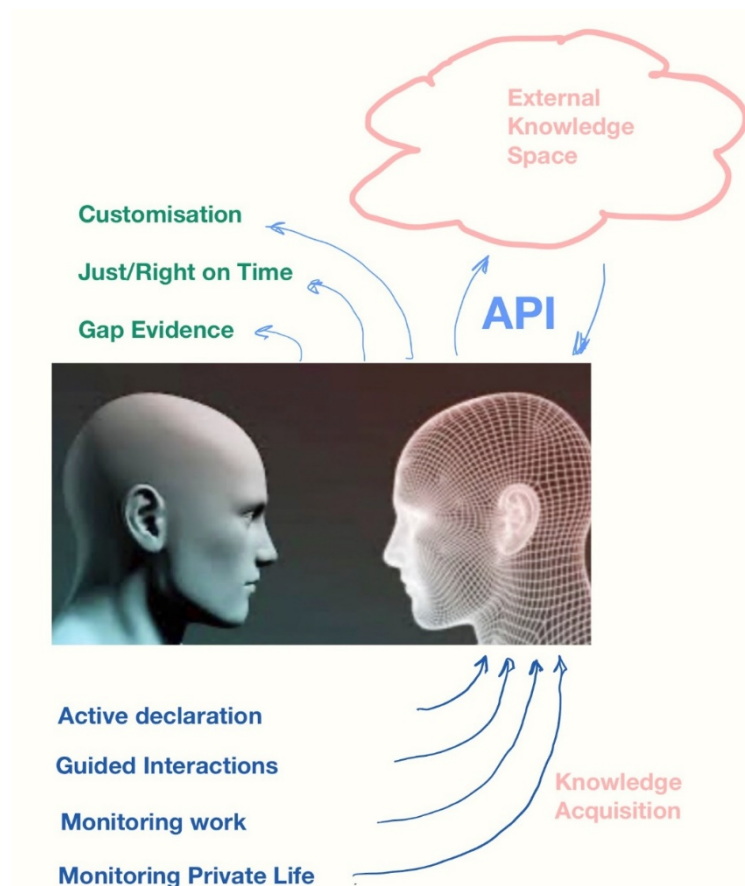 External
Knowledge
Space
Customisation
Just/Right on Time
API
Gap Evidence
Active declaration
Guided Interactions
Knowledge
Acquisition
Monitoring work
Monitoring Private Life